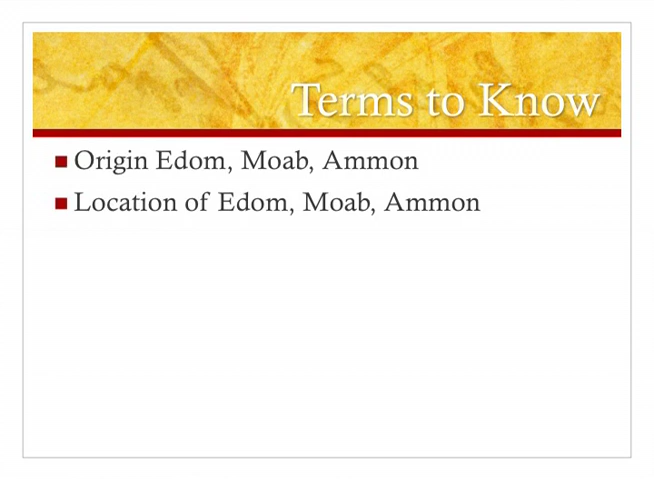 Terms to Know
Origin Edom, Moab, Ammon
Location of Edom, Moab, Ammon